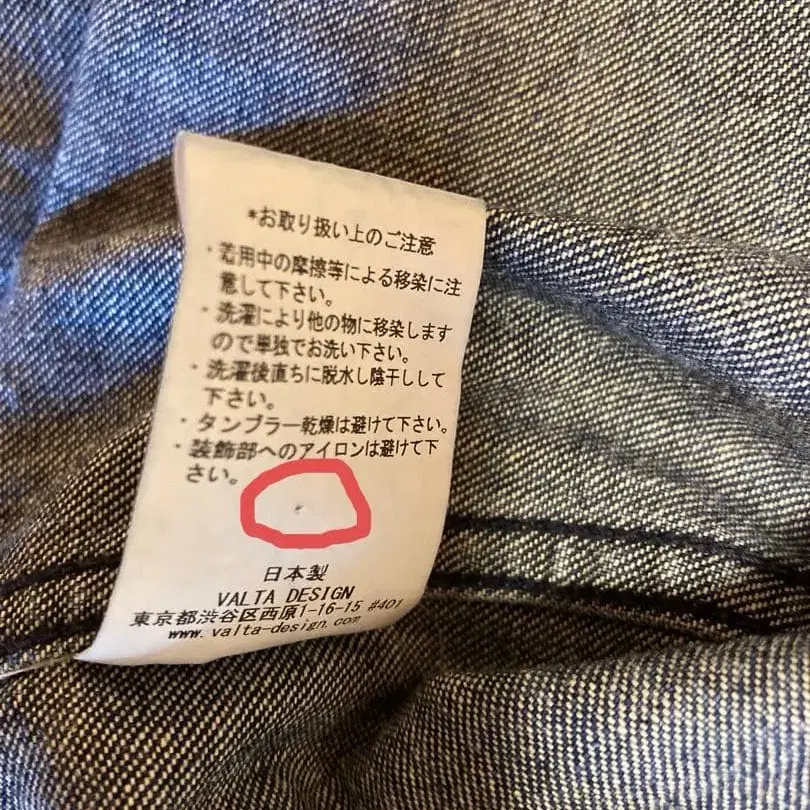 *お取り扱い上のご注意
・着用中の摩擦等による移染に注
意して下さい。
・洗濯により他の物に移染します
ので単独でお洗い下さい。
・洗濯後直ちに脱水し陰干しして
下さい。
・タンブラー乾燥は避けて下さい。
・装飾部へのアイロンは避けて下
さい。
日本製
VALTA DESIGN
東京都渋谷区西原1-16-15 #401
www.valta-design.com